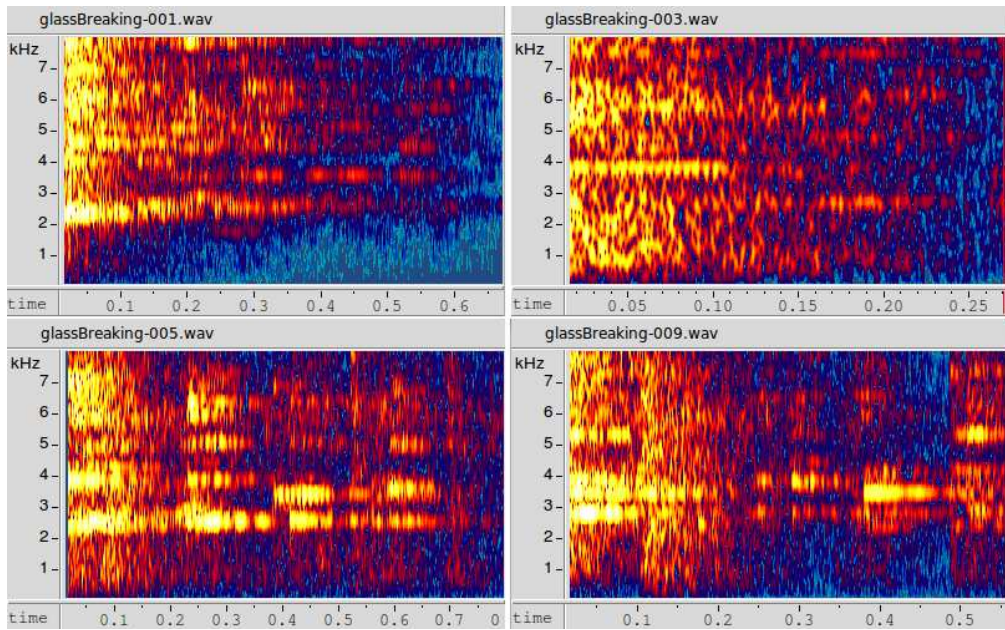 glassBreaking-001.wav
kHz
7
6
5
4
3
2
1
time 0.1 0.2 0.3 0.4 0.5 0.6
glassBreaking-003.wav
kHz
7
6
5
4
3
2
1
time 0.05 0.10 0.15 0.20 0.25
glassBreaking-005.wav
kHz
7
6
5
4
3
2
1
time 0.1 0.2 0.3 0.4 0.5 0.6 0.7 0
glassBreaking-009.wav
kHz
7
6
5
4
3
2
1
time 0.1 0.2 0.3 0.4 0.5